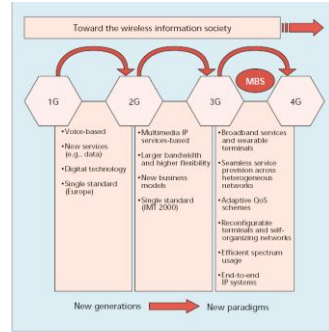 Toward the wireless information society
MBS
1G
2G
3G
4G
•Voice-based
•New services
(e.g., data)
•Digital technology
•Single standard
(Europe)
•Multimedia IP
services-based
•Larger bandwidth
and higher flexibility
•New business
models
•Single standard
(IMT 2000)
•Broadband services
and wearable
terminals
•Seamless service
provision across
heterogeneous
networks
•Adaptive QoS
schemes
•Reconfigurable
terminals and self-
organizing networks
•Efficient spectrum
usage
•End-to-end
IP systems
New generations
New paradigms